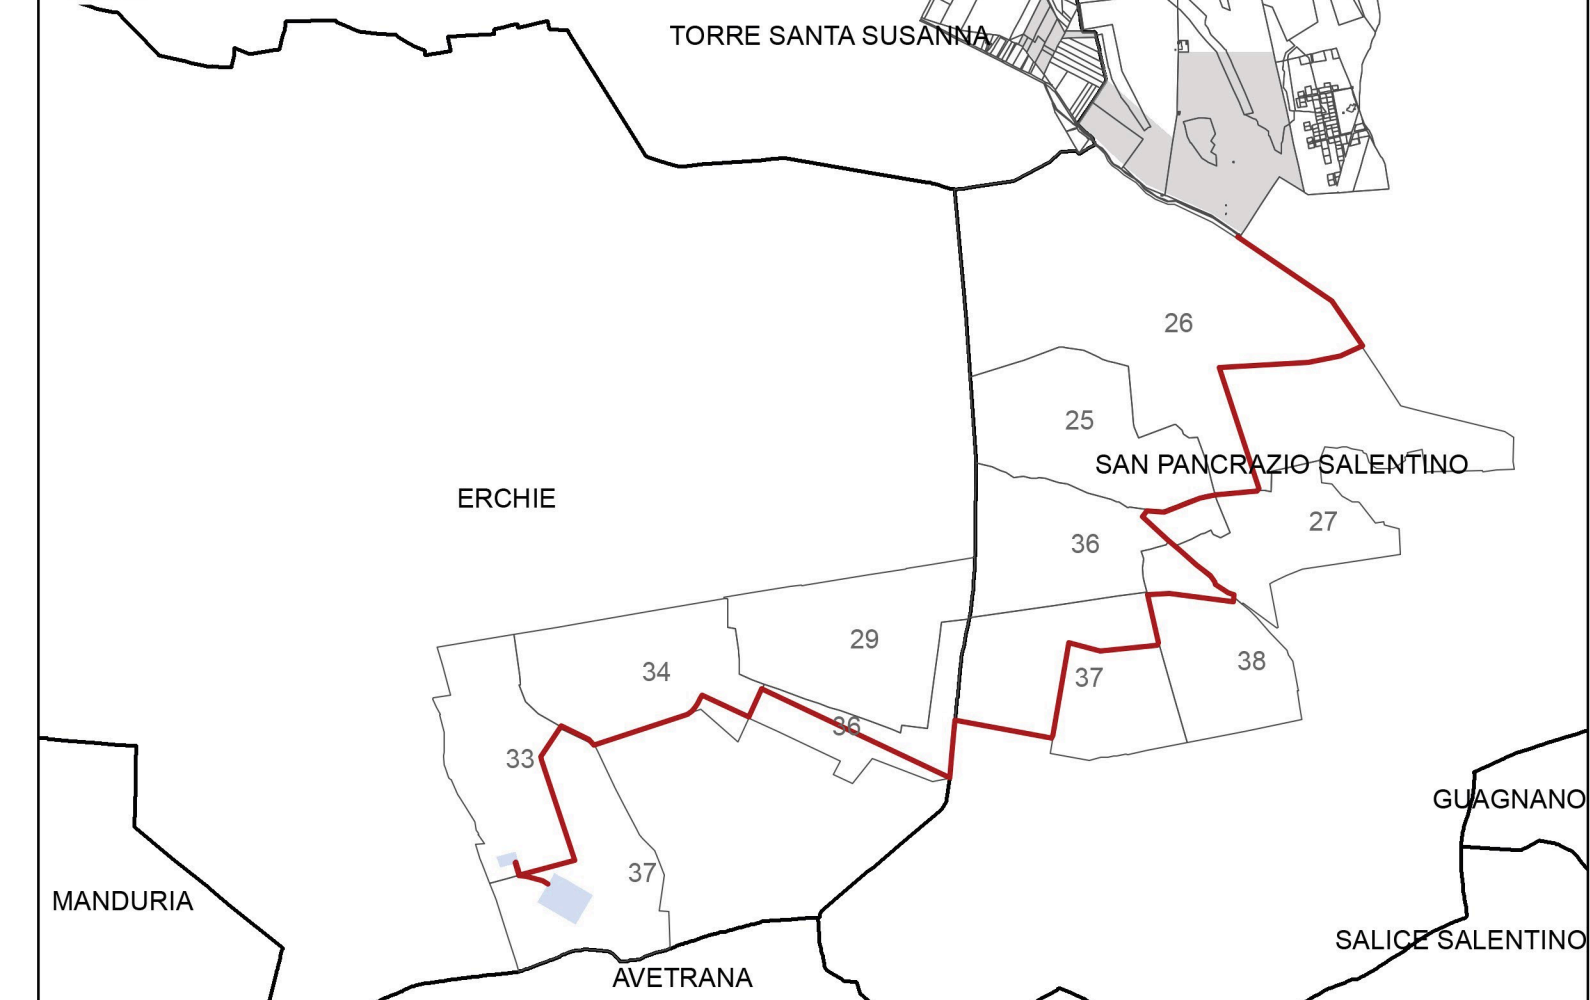 TORRE SANTA SUSANNA
26
25
SAN PANCRAZIO SALENTINO
ERCHIE
27
36
29
38
34
37
36
33
GUAGNANO
37
MANDURIA
SALICE SALENTINO
AVETRANA